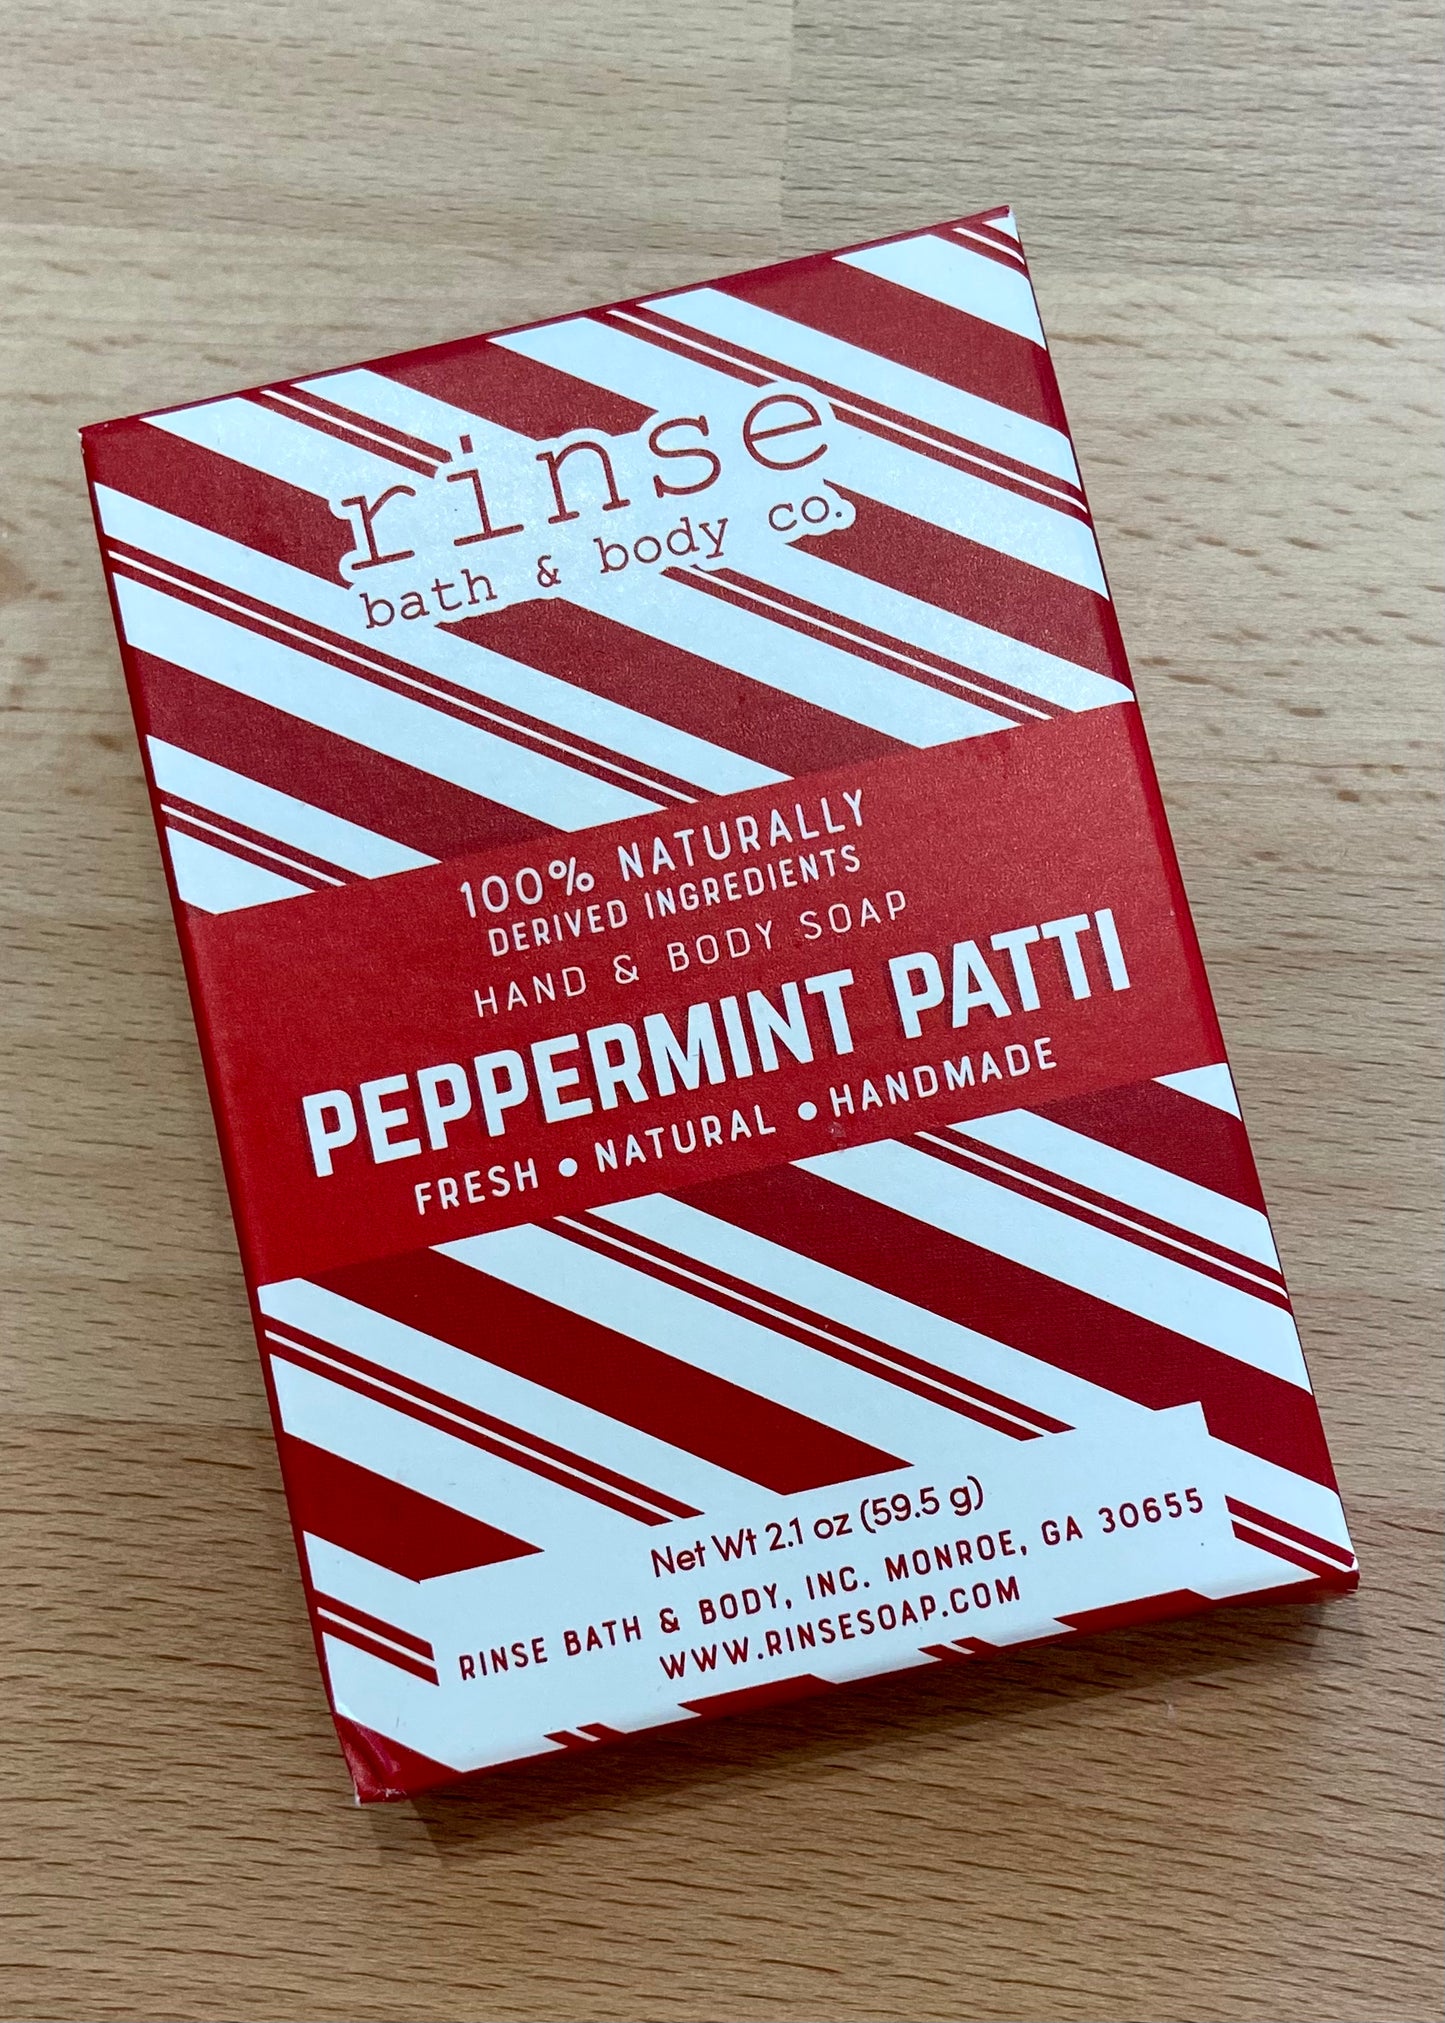 rinse
bath & body co.
100% NATURALLY
DERIVED INGREDIENTS
HAND & BODY SOAP
PEPPERMINT PATTI
FRESH • NATURAL • HANDMADE
Net Wt 2.1 oz (59.5 g)
RINSE BATH & BODY, INC. MONROE, GA 30655
WWW.RINSESOAP.COM